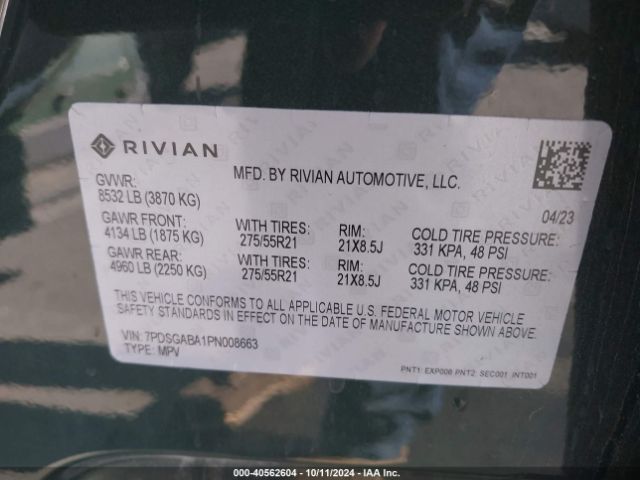 RIVIAN
MFD. BY RIVIAN AUTOMOTIVE, LLC.
GVWR:
8532 LB (3870 KG)
04/23
GAWR FRONT: WITH TIRES: RIM: COLD TIRE PRESSURE:
4134 LB (1875 KG) 275/55R21 21X8.5J 331 KPA, 48 PSI
GAWR REAR: WITH TIRES: RIM: COLD TIRE PRESSURE:
4960 LB (2250 KG) 275/55R21 21X8.5J 331 KPA, 48 PSI
THIS VEHICLE CONFORMS TO ALL APPLICABLE U.S. FEDERAL MOTOR VEHICLE
SAFETY STANDARDS IN EFFECT ON THE DATE OF MANUFACTURE SHOWN ABOVE.
VIN: 7PDSGABA1PN008663
TYPE: MPV
PNT1: EXP008 PNT2: SEC001 INT001
000-40562604 - 10/11/2024 - IAA Inc.